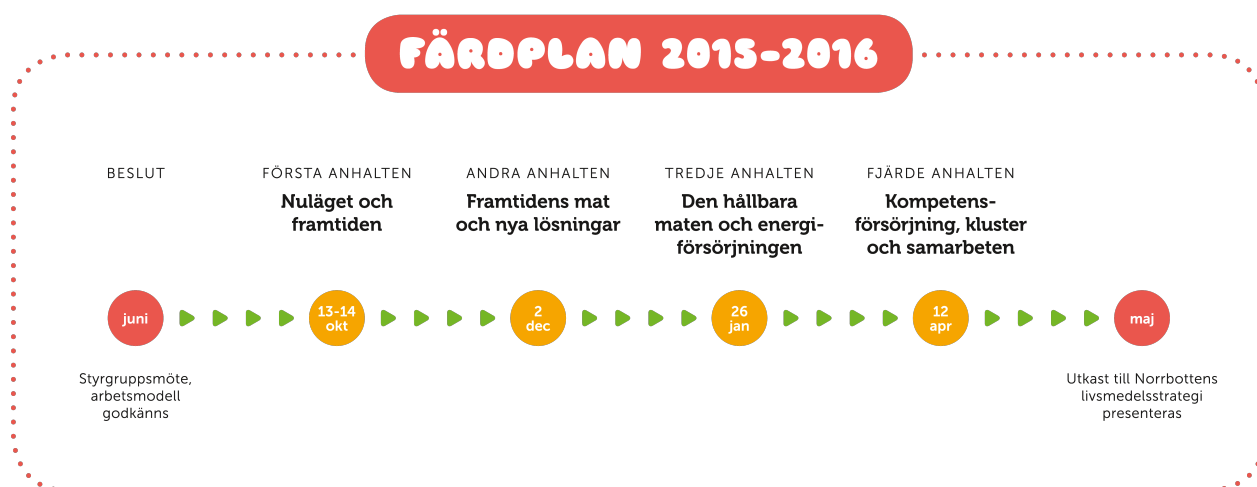 FÄRDPLAN 2015-2016
BESLUT
juni
Styrgruppsmöte,
arbetsmodell
godkänns
FÖRSTA ANHALTEN
Nuläget och
framtiden
13-14
okt
ANDRA ANHALTEN
Framtidens mat
och nya lösningar
2
dec
TREDJE ANHALTEN
Den hållbara
maten och energi-
försörjningen
26
jan
FJÄRDE ANHALTEN
Kompetens-
försörjning, kluster
och samarbeten
12
apr
maj
Utkast till Norrbottens
livsmedelsstrategi
presenteras